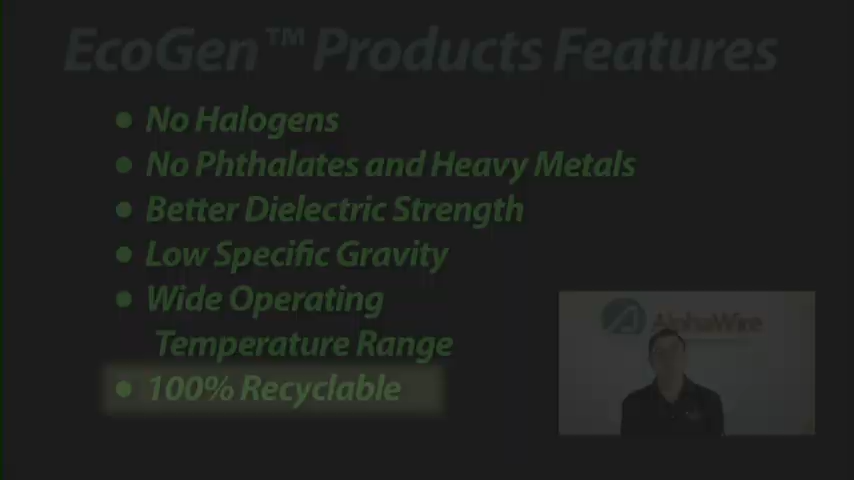 EcoGen™ Products Features
• No Halogens
• No Phthalates and Heavy Metals
• Better Dielectric Strength
• Low Specific Gravity
• Wide Operating
Temperature Range
• 100% Recyclable
AlphaWire